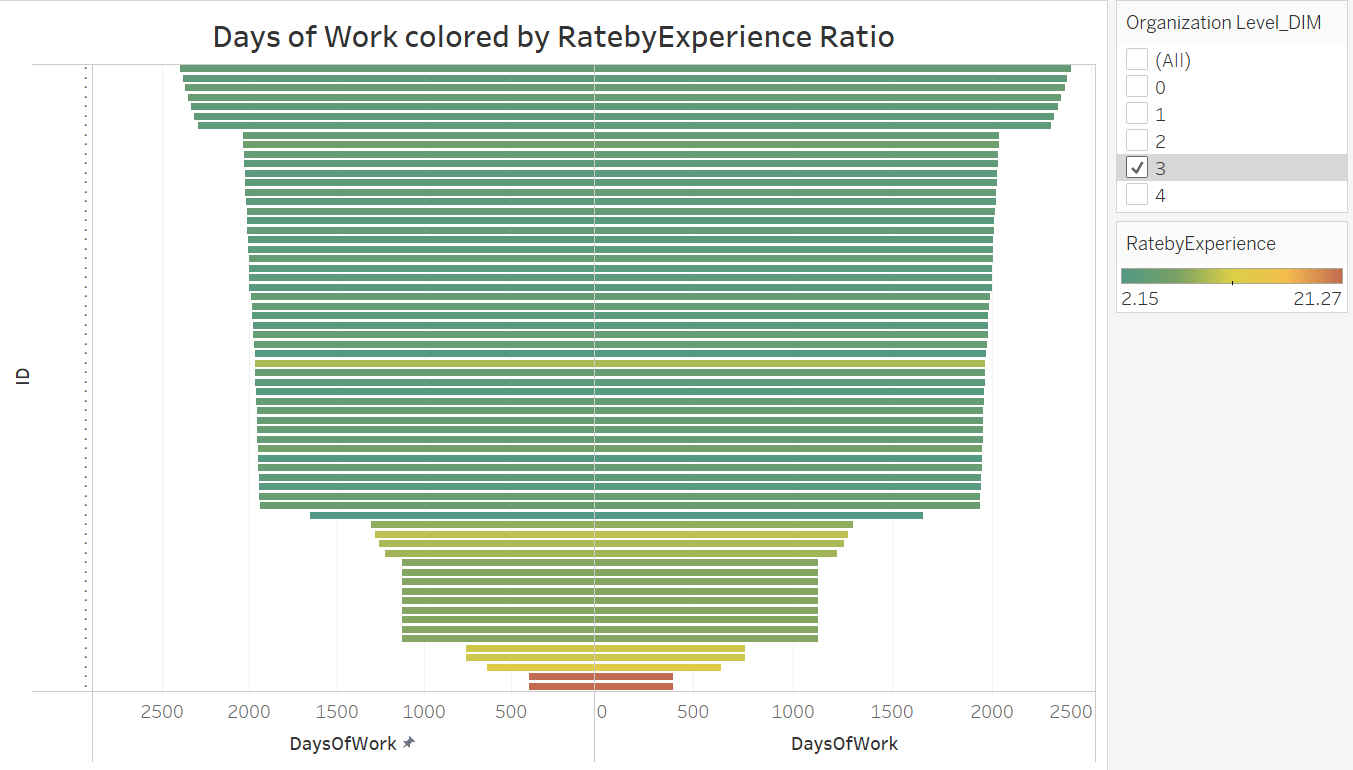 Days of Work colored by RatebyExperience Ratio
ID
2500 2000 1500 1000 500 0 500 1000 1500 2000 2500
DaysOfWork DaysOfWork
Organization Level_DIM
(All)
0
1
2
3
4
RatebyExperience
2.15 21.27